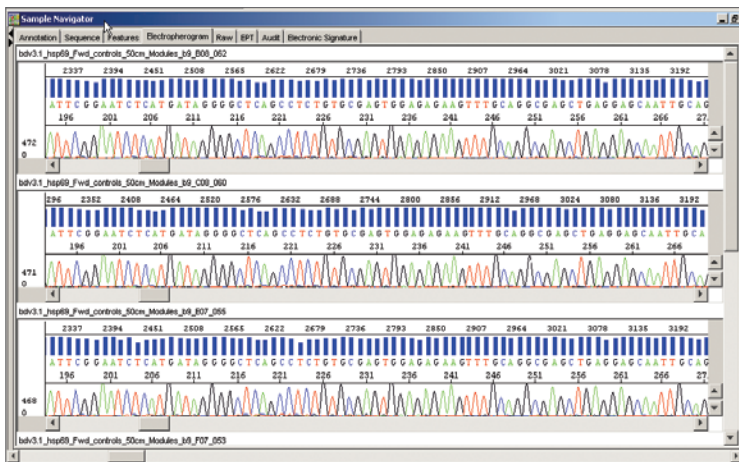 Sample Navigator
Annotation Sequence Features Electropherogram Raw EPT Audit Electronic Signature
bdv3.1_hsp69_Fwd_controls_50cm_Modules_b9_B08_062
2337 2394 2451 2508 2565 2622 2679 2736 2793 2850 2907 2964 3021 3078 3135 3192
ATTCGGAATCTCATGATAGGGGCTCAGCCTCTGTGCGAGTGGAGAGAAGTTTGCAGGCGAGCTGAGGAGCAATTGCAG
196 201 206 211 216 221 226 231 236 241 246 251 256 261 266 27
472
0
bdv3.1_hsp69_Fwd_controls_50cm_Modules_b9_C08_060
296 2352 2408 2464 2520 2576 2632 2688 2744 2800 2856 2912 2968 3024 3080 3136 3192
ATTCGGAATCTCATGATAGGGGCTCAGCCTCTGTGCGAGTGGAGAGAAGTTTGCAGGCGAGCTGAGGAGCAATTGCA
196 201 206 211 216 221 226 231 236 241 246 251 256 261 266
471
0
bdv3.1_hsp69_Fwd_controls_50cm_Modules_b9_E07_055
2337 2394 2451 2508 2565 2622 2679 2736 2793 2850 2907 2964 3021 3078 3135 3192
ATTCGGAATCTCATGATAGGGGCTCAGCCTCTGTGCGAGTGGAGAGAAGTTTGCAGGCGAGCTGAGGAGCAATTGCAG
196 201 206 211 216 221 226 231 236 241 246 251 256 261 266 27
468
0
bdv3.1_hsp69_Fwd_controls_50cm_Modules_b9_F07_053